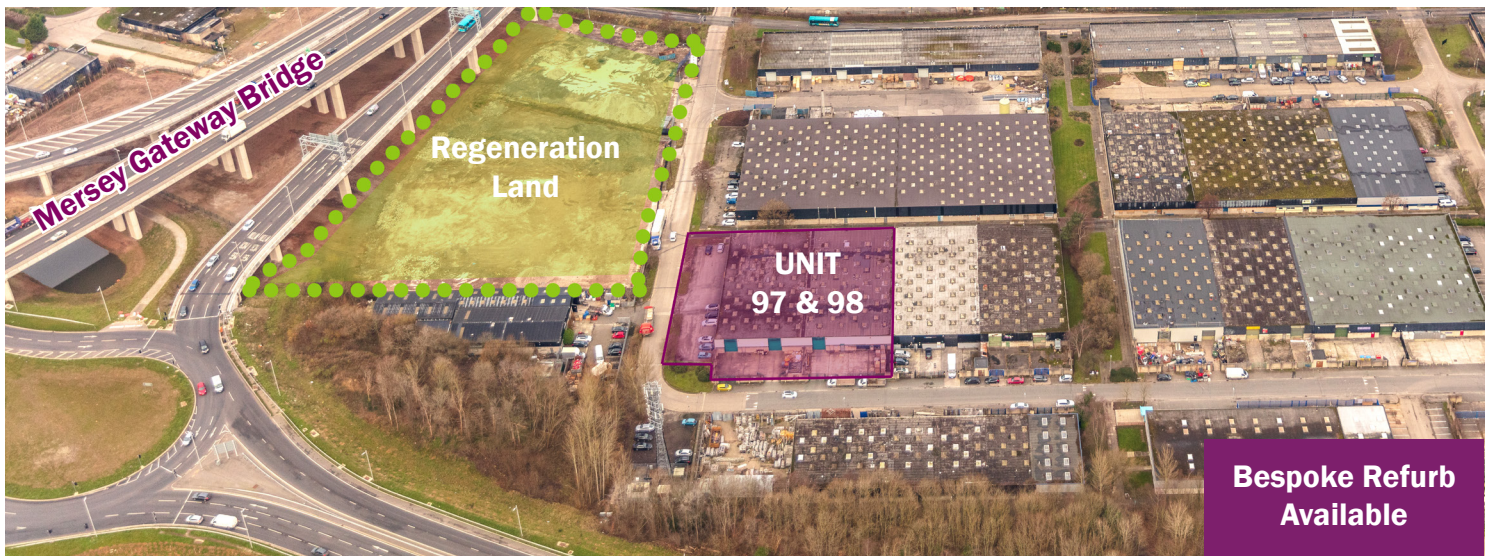 Mersey Gateway Bridge
Regeneration
Land
UNIT
97 & 98
Bespoke Refurb
Available